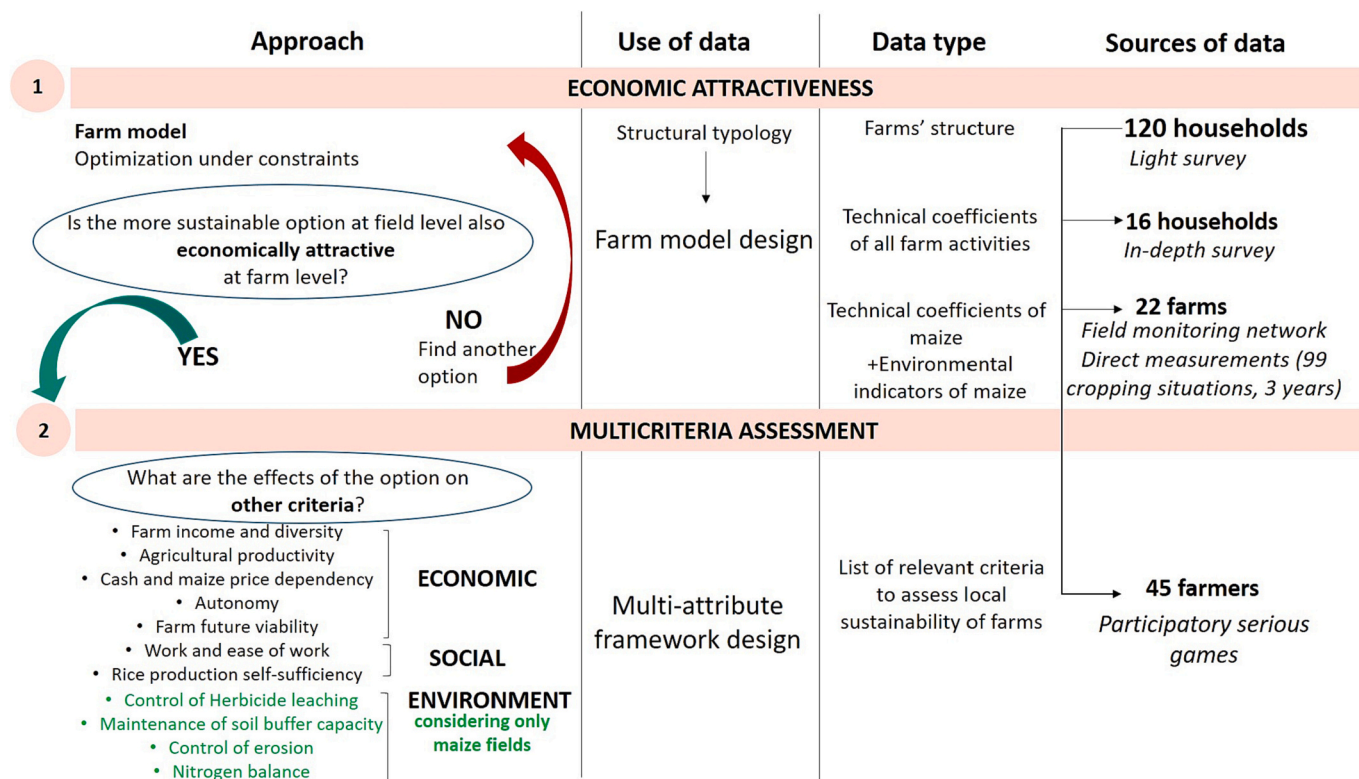 Approach
Use of data
Data type
Sources of data
1
ECONOMIC ATTRACTIVENESS
Farm model
Optimization under constraints
Is the more sustainable option at field level also
economically attractive
at farm level?
YES
NO
Find another
option
Structural typology
Farm model design
Farms' structure
Technical coefficients
of all farm activities
Technical coefficients of
maize
+Environmental
indicators of maize
120 households
Light survey
16 households
In-depth survey
22 farms
Field monitoring network
Direct measurements (99
cropping situations, 3 years)
2
MULTICRITERIA ASSESSMENT
What are the effects of the option on
other criteria?
• Farm income and diversity
• Agricultural productivity
• Cash and maize price dependency
• Autonomy
• Farm future viability
ECONOMIC
• Work and ease of work
• Rice production self-sufficiency
SOCIAL
• Control of Herbicide leaching
• Maintenance of soil buffer capacity
• Control of erosion
• Nitrogen balance
ENVIRONMENT
considering only
maize fields
Multi-attribute
framework design
List of relevant criteria
to assess local
sustainability of farms
45 farmers
Participatory serious
games